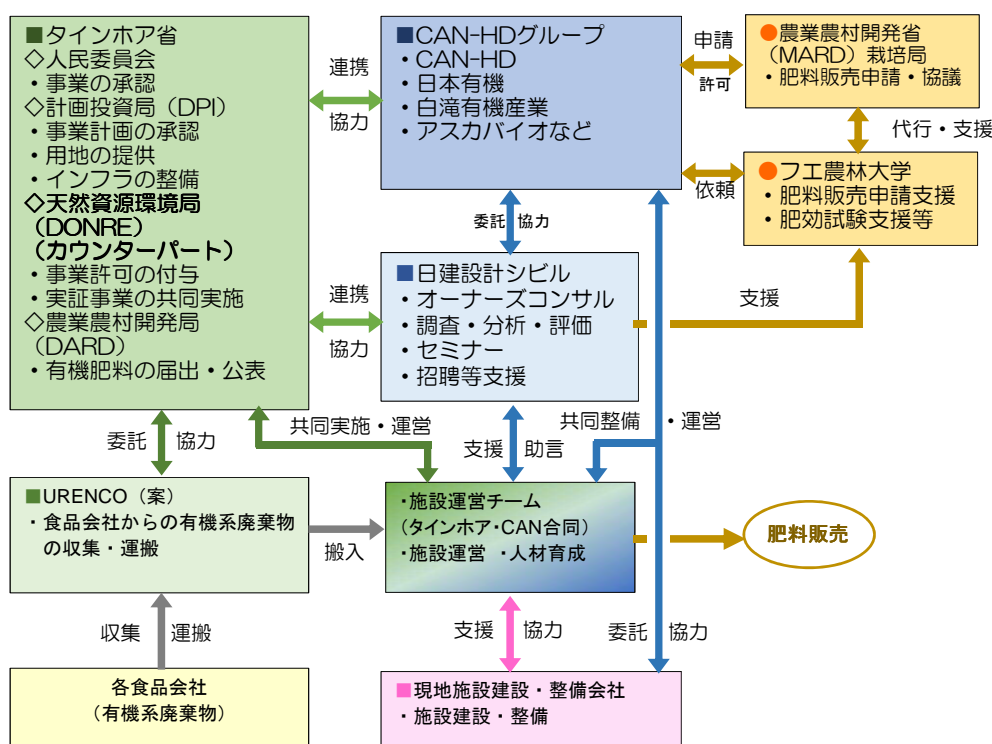 ■タインホア省
◇人民委員会
・事業の承認
◇計画投資局（DPI）
・事業計画の承認
・用地の提供
・インフラの整備
◇天然資源環境局
（DONRE）
（カウンターパート）
・事業許可の付与
・実証事業の共同実施
◇農業農村開発局
（DARD）
・有機肥料の届出・公表
連携
協力
■CAN-HDグループ
・CAN-HD
・日本有機
・白滝有機産業
・アスカバイオなど
申請
許可
●農業農村開発省
（MARD）栽培局
・肥料販売申請・協議
代行・支援
依頼
●フエ農林大学
・肥料販売申請支援
・肥効試験支援等
委託 協力
連携
協力
■日建設計シビル
・オーナーズコンサル
・調査・分析・評価
・セミナー
・招聘等支援
支援
委託 協力
共同実施・運営
支援 助言
共同整備 ・運営
■URENCO（案）
・食品会社からの有機系廃棄物
の収集・運搬
搬入
・施設運営チーム
（タインホア・CAN合同）
・施設運営 ・人材育成
肥料販売
収集 運搬
支援 協力
委託 協力
各食品会社
（有機系廃棄物）
■現地施設建設・整備会社
・施設建設・整備